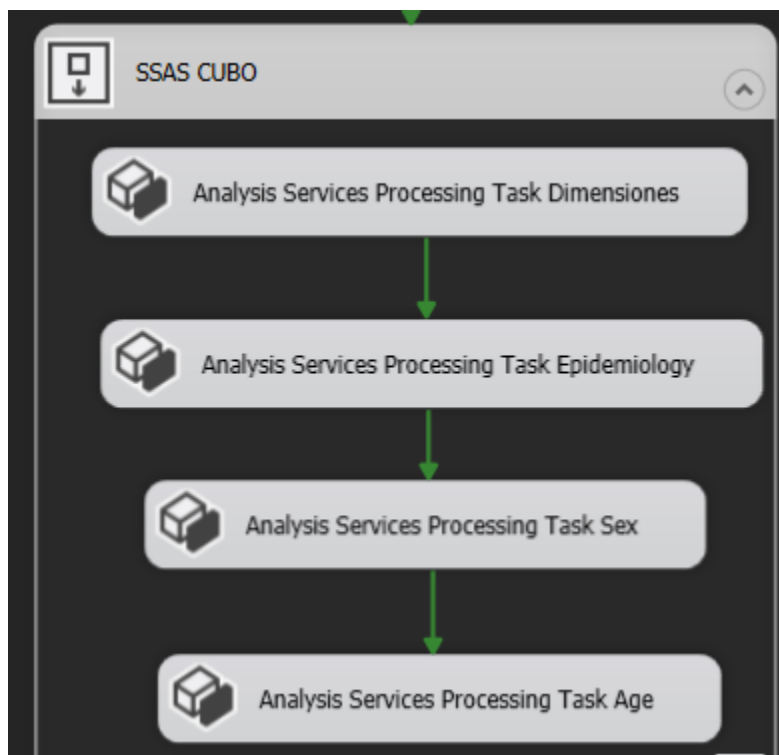 SSAS CUBO
Analysis Services Processing Task Dimensiones
Analysis Services Processing Task Epidemiology
Analysis Services Processing Task Sex
Analysis Services Processing Task Age